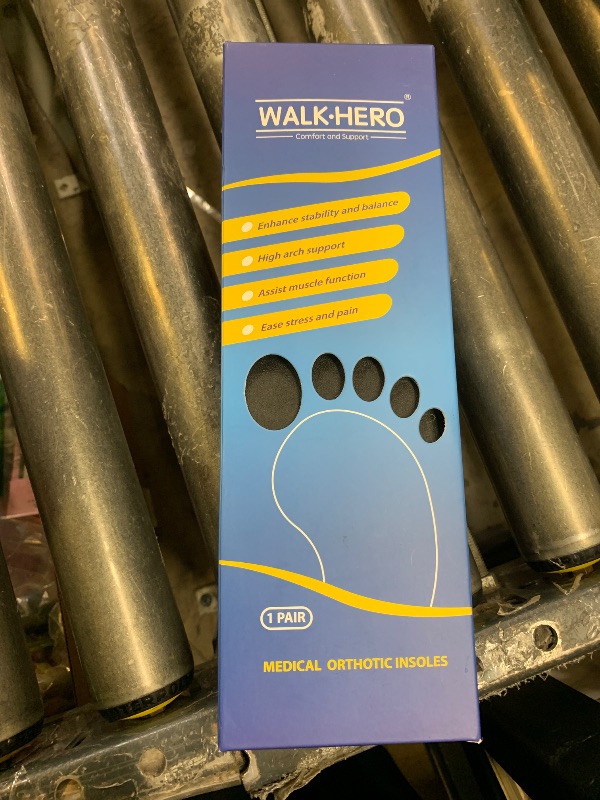 WALK·HERO®
Comfort and Support
Enhance stability and balance
High arch support
Assist muscle function
Ease stress and pain
1 PAIR
MEDICAL ORTHOTIC INSOLES